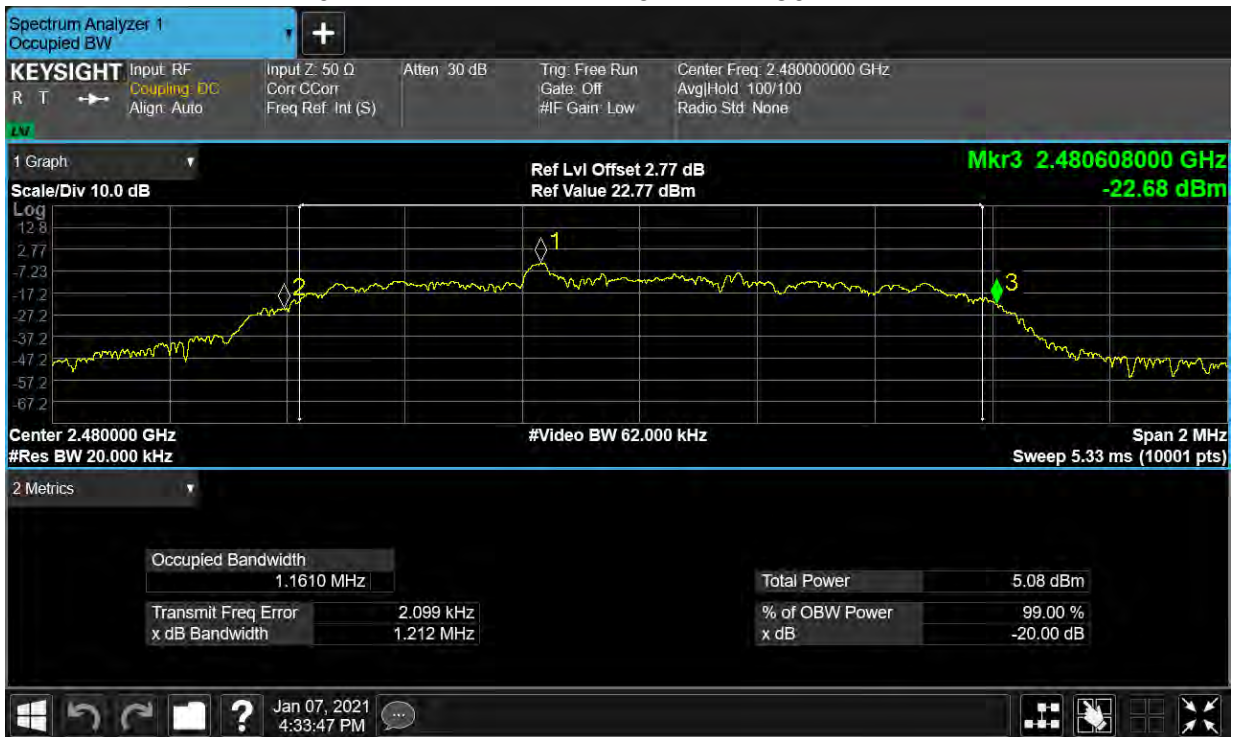 Spectrum Analyzer 1
Occupied BW
+
KEYSIGHT Input: RF Input Z: 50 Ω Atten: 30 dB Trig: Free Run Center Freq: 2.480000000 GHz
R T Coupling: DC Corr CCorr Gate: Off Avg|Hold: 100/100
Align: Auto Freq Ref: Int (S) #IF Gain: Low Radio Std: None
1 Graph Ref Lvl Offset 2.77 dB Mkr3 2.480608000 GHz
Scale/Div 10.0 dB Ref Value 22.77 dBm -22.68 dBm
Log
12.8
2.77
-7.23
-17.2
-27.2
-37.2
-47.2
-57.2
-67.2
1
2
3
Center 2.480000 GHz #Video BW 62.000 kHz Span 2 MHz
#Res BW 20.000 kHz Sweep 5.33 ms (10001 pts)
2 Metrics
Occupied Bandwidth
1.1610 MHz Total Power 5.08 dBm
Transmit Freq Error 2.099 kHz % of OBW Power 99.00 %
x dB Bandwidth 1.212 MHz x dB -20.00 dB
? Jan 07, 2021
4:33:47 PM